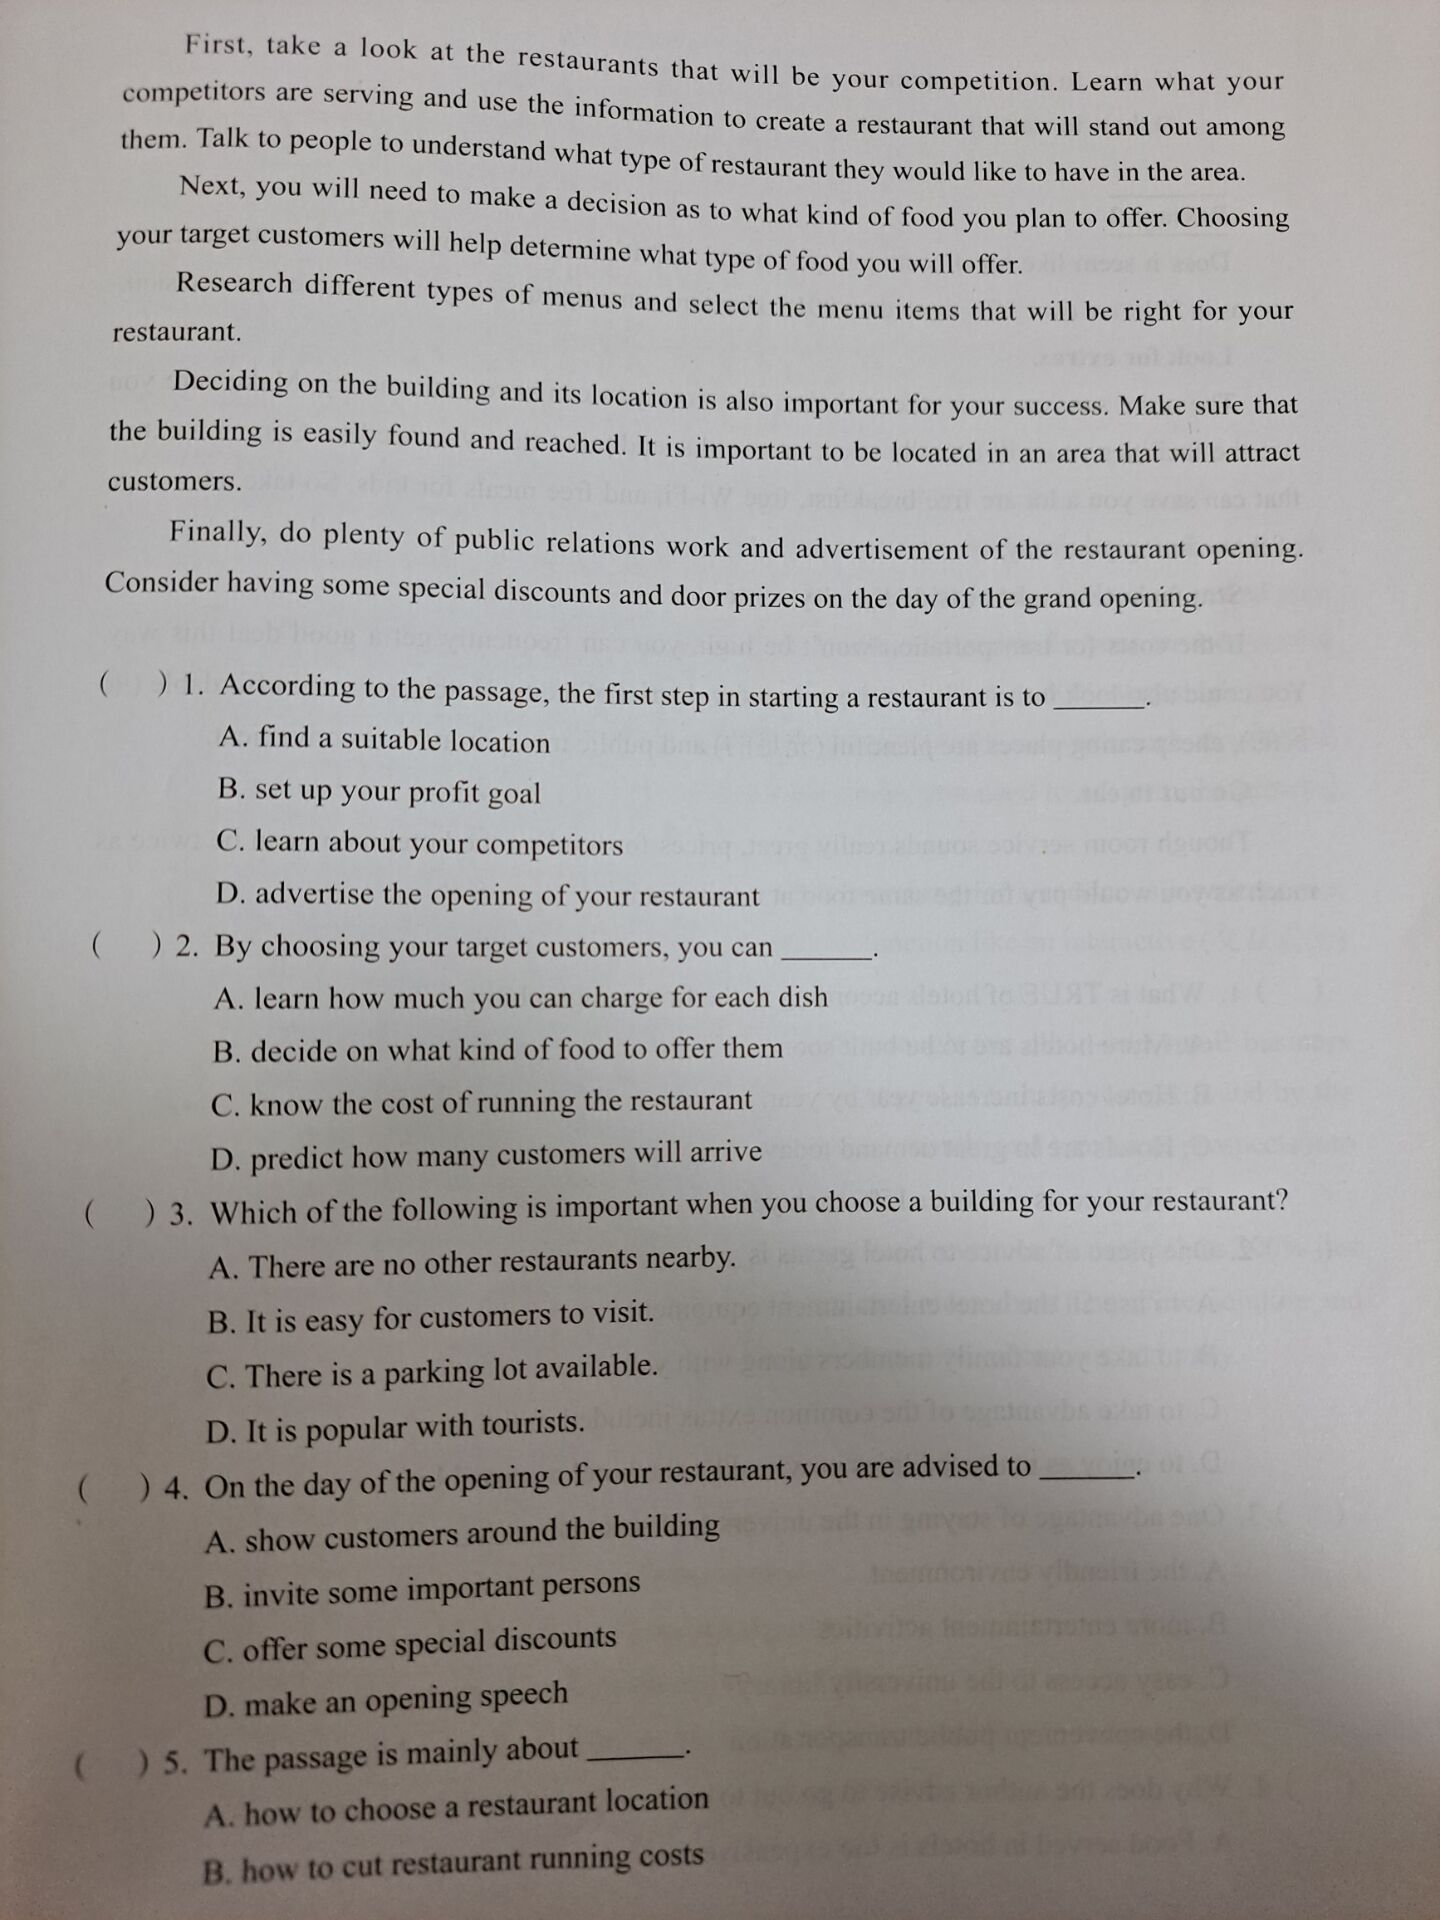 First, take a look at the restaurants that will be your competition. Learn what your
competitors are serving and use the information to create a restaurant that will stand out among
them. Talk to people to understand what type of restaurant they would like to have in the area.
Next, you will need to make a decision as to what kind of food you plan to offer. Choosing
your target customers will help determine what type of food you will offer.
Research different types of menus and select the menu items that will be right for your
restaurant.
Deciding on the building and its location is also important for your success. Make sure that
the building is easily found and reached. It is important to be located in an area that will attract
customers.
Finally, do plenty of public relations work and advertisement of the restaurant opening.
Consider having some special discounts and door prizes on the day of the grand opening.
( ) 1. According to the passage, the first step in starting a restaurant is to ______.
A. find a suitable location
B. set up your profit goal
C. learn about your competitors
D. advertise the opening of your restaurant
( ) 2. By choosing your target customers, you can ______.
A. learn how much you can charge for each dish
B. decide on what kind of food to offer them
C. know the cost of running the restaurant
D. predict how many customers will arrive
( ) 3. Which of the following is important when you choose a building for your restaurant?
A. There are no other restaurants nearby.
B. It is easy for customers to visit.
C. There is a parking lot available.
D. It is popular with tourists.
( ) 4. On the day of the opening of your restaurant, you are advised to ______.
A. show customers around the building
B. invite some important persons
C. offer some special discounts
D. make an opening speech
( ) 5. The passage is mainly about ______.
A. how to choose a restaurant location
B. how to cut restaurant running costs